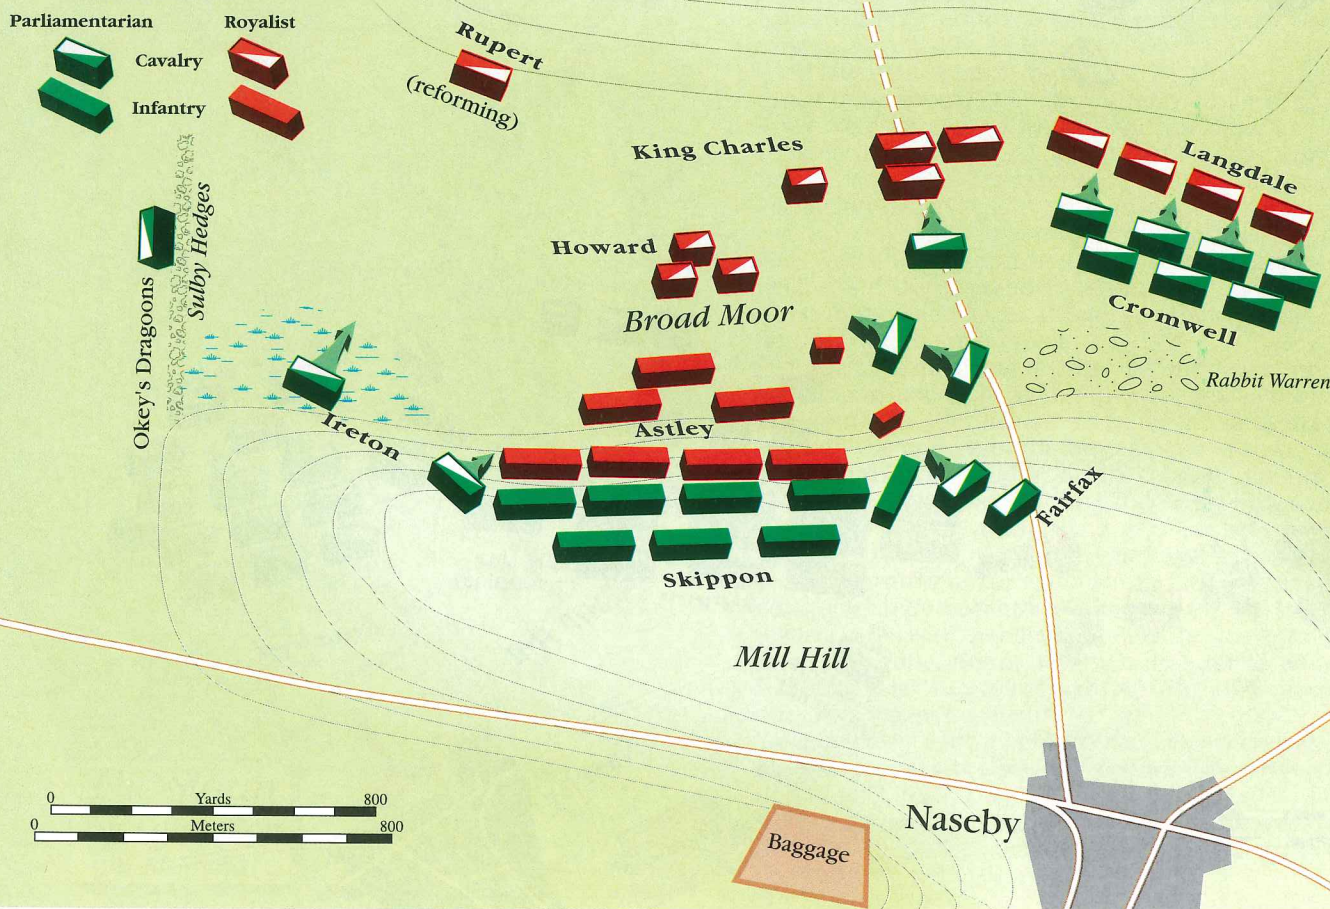 Parliamentarian
Royalist
Cavalry
Infantry
Rupert
(reforming)
King Charles
Langdale
Sulby Hedges
Okey's Dragoons
Howard
Broad Moor
Cromwell
Rabbit Warren
Ireton
Astley
Fairfax
Skippon
Mill Hill
0 Yards 800
0 Meters 800
Naseby
Baggage